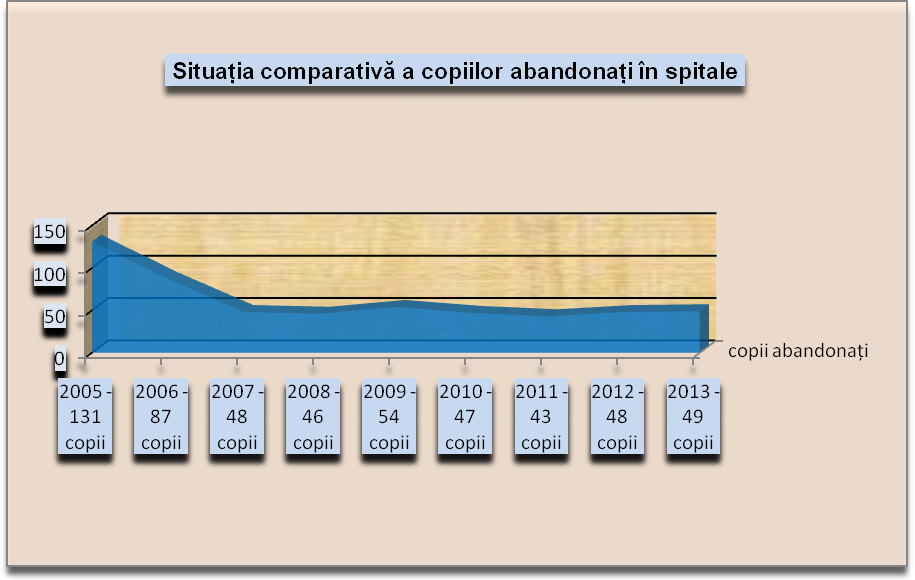 Situația comparativă a copiilor abandonați în spitale
150
100
50
0
copii abandonați
2005 -
131
copii
2006 -
87
copii
2007 -
48
copii
2008 -
46
copii
2009 -
54
copii
2010 -
47
copii
2011 -
43
copii
2012 -
48
copii
2013 -
49
copii